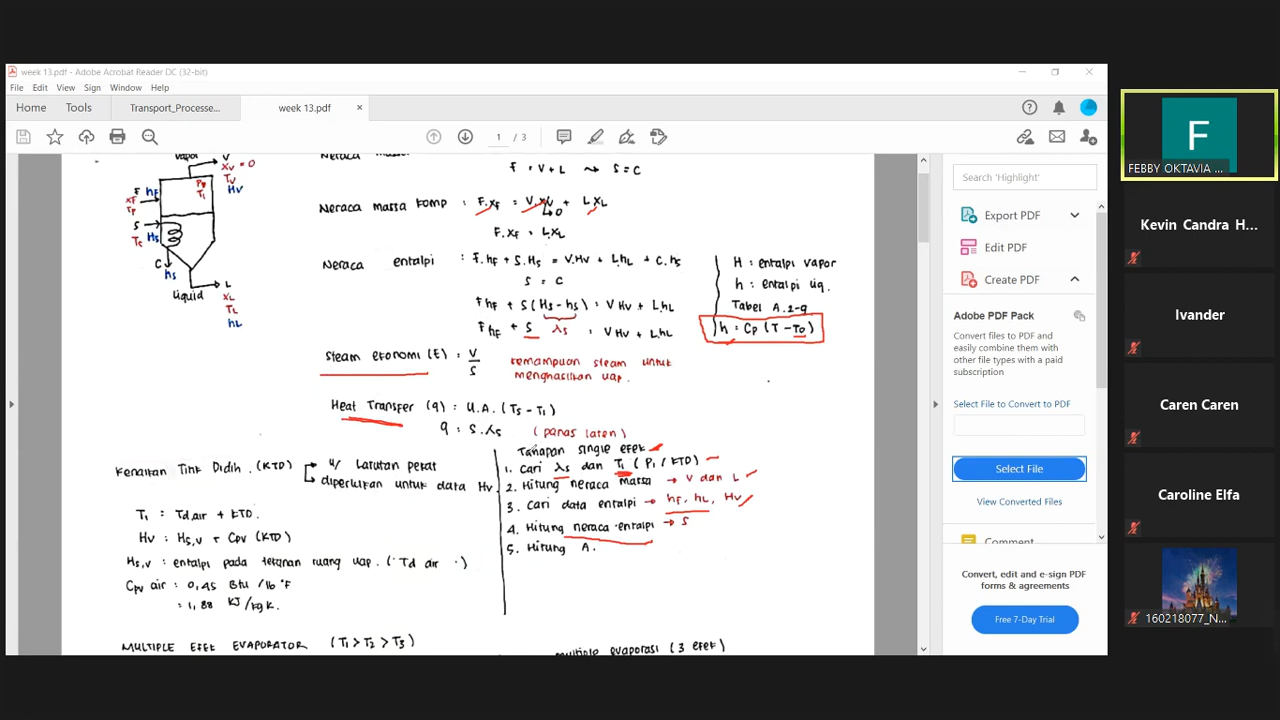 week 13.pdf - Adobe Acrobat Reader DC (32-bit)
File Edit View Sign Window Help
Home Tools Transport_Processe... week 13.pdf ×
1 / 3
vapor V
xv = 0
Tv
Hv
P1
T1
F hF
xF
TF
S
Ts Hs
C
hs
L
liquid
xL
TL
hL
Neraca
F = V + L ⇝ S = C
Neraca massa komp : F.xF = V.xV + L xL
→ 0
F.xF = L xL
Neraca entalpi : F.hF + S.Hs = V.Hv + L.hL + C.hs
S = C
F hF + S (Hs - hs) = V Hv + L hL
F hF + S λs = V Hv + L hL
H : entalpi vapor
h : entalpi liq.
Tabel A.2-9
h = Cp (T - T0)
Steam ekonomi (E) = V/S
kemampuan steam untuk
menghasilkan uap.
Heat Transfer (q) = U.A. (Ts - T1)
q = S.λs (panas laten)
Kenaikan Titik Didih (KTD)
u/ Larutan pekat
diperlukan untuk data Hv
T1 = Td.air + KTD.
Hv = Hs,v + Cpv (KTD)
Hs,v : entalpi pada tekanan ruang uap. (Td air)
Cpv air = 0,45 Btu/lb °F
= 1,88 kJ/kg K.
Tahapan single efek
1. Cari λs dan T1 (P1 / KTD)
2. Hitung neraca massa → V dan L
3. Cari data entalpi → hF, hL, Hv
4. Hitung neraca entalpi → S
5. Hitung A.
MULTIPLE EFEK EVAPORATOR (T1 > T2 > T3)
multiple evaporasi (3 efek)
Search 'Highlight'
Export PDF
Edit PDF
Create PDF
Adobe PDF Pack
Convert files to PDF and
easily combine them with
other file types with a paid
subscription
Select File to Convert to PDF
Select File
View Converted Files
Comment
Convert, edit and e-sign PDF
forms & agreements
Free 7-Day Trial
F
FEBBY OKTAVIA ...
Kevin Candra H...
Ivander
Caren Caren
Caroline Elfa
160218077_N...